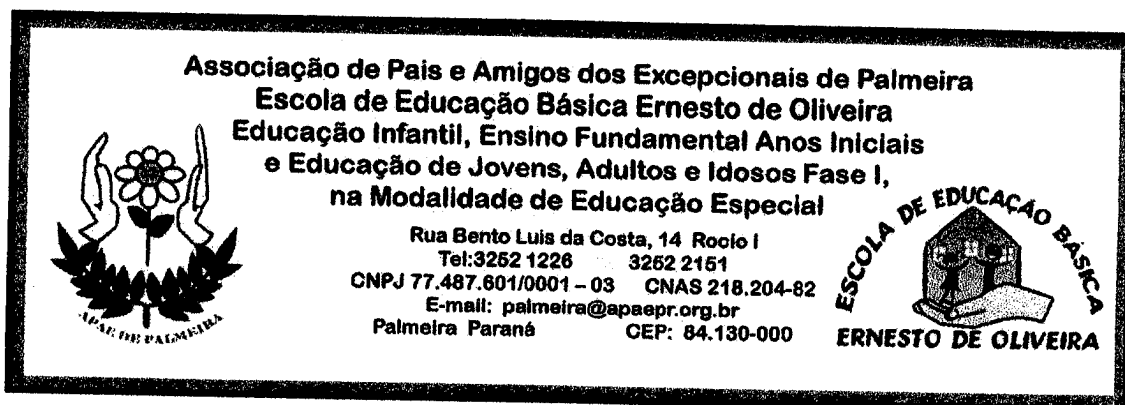 Associação de Pais e Amigos dos Excepcionais de Palmeira
Escola de Educação Básica Ernesto de Oliveira
Educação Infantil, Ensino Fundamental Anos Iniciais
e Educação de Jovens, Adultos e Idosos Fase I,
na Modalidade de Educação Especial
Rua Bento Luis da Costa, 14 Rocio I
Tel:3252 1226 3252 2151
CNPJ 77.487.601/0001 – 03 CNAS 218.204-82
E-mail: palmeira@apaepr.org.br
Palmeira Paraná CEP: 84.130-000
APAE DE PALMEIRA
ESCOLA DE EDUCAÇÃO BÁSICA
ERNESTO DE OLIVEIRA